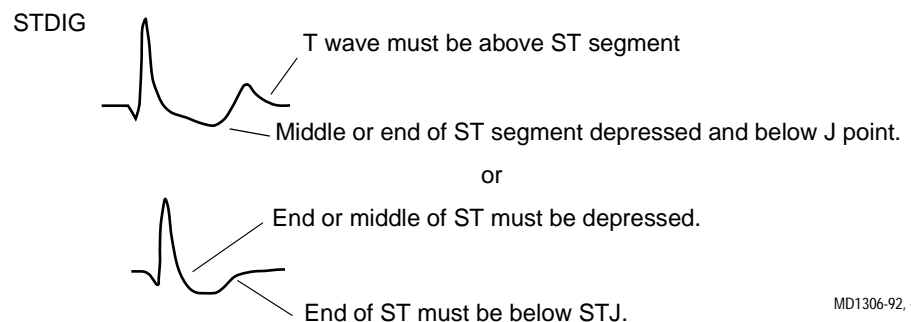 STDIG
T wave must be above ST segment
Middle or end of ST segment depressed and below J point.
or
End or middle of ST must be depressed.
End of ST must be below STJ.
MD1306-92,